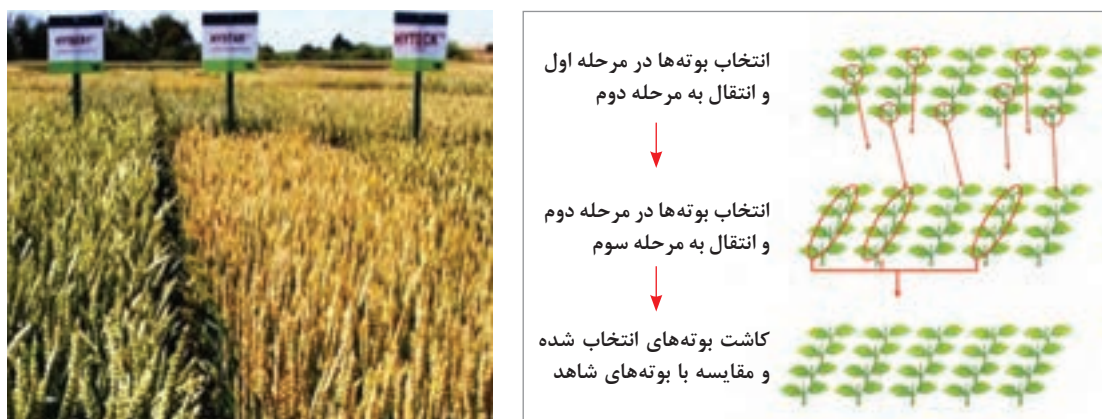 انتخاب بوته‌ها در مرحله اول
و انتقال به مرحله دوم
انتخاب بوته‌ها در مرحله دوم
و انتقال به مرحله سوم
کاشت بوته‌های انتخاب شده
و مقایسه با بوته‌های شاهد